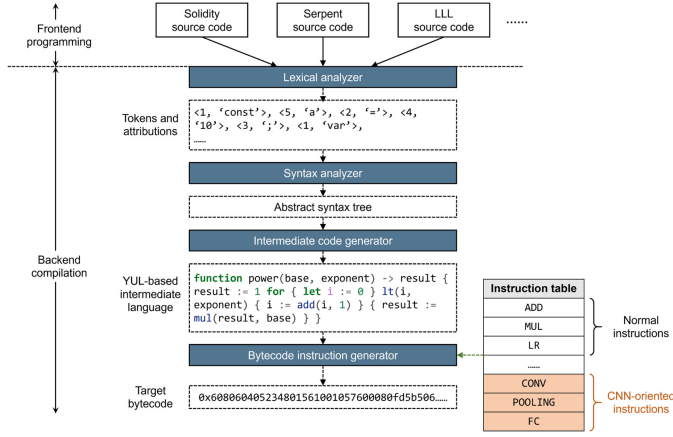 Frontend
programming
Solidity
source code
Serpent
source code
LLL
source code
......
Lexical analyzer
Tokens and
attributions
<1, ‘const’>, <5, ‘a’>, <2, ‘=’>, <4,
‘10’>, <3, ‘;’>, <1, ‘var’>,
……
Syntax analyzer
Abstract syntax tree
Intermediate code generator
Backend
compilation
YUL-based
intermediate
language
function power(base, exponent) -> result {
result := 1 for { let i := 0 } lt(i,
exponent) { i := add(i, 1) } { result :=
mul(result, base) } }
Bytecode instruction generator
Target
bytecode
0x608060405234801561001057600080fd5b506……
Instruction table
ADD
MUL
LR
……
CONV
POOLING
FC
Normal
instructions
CNN-oriented
instructions